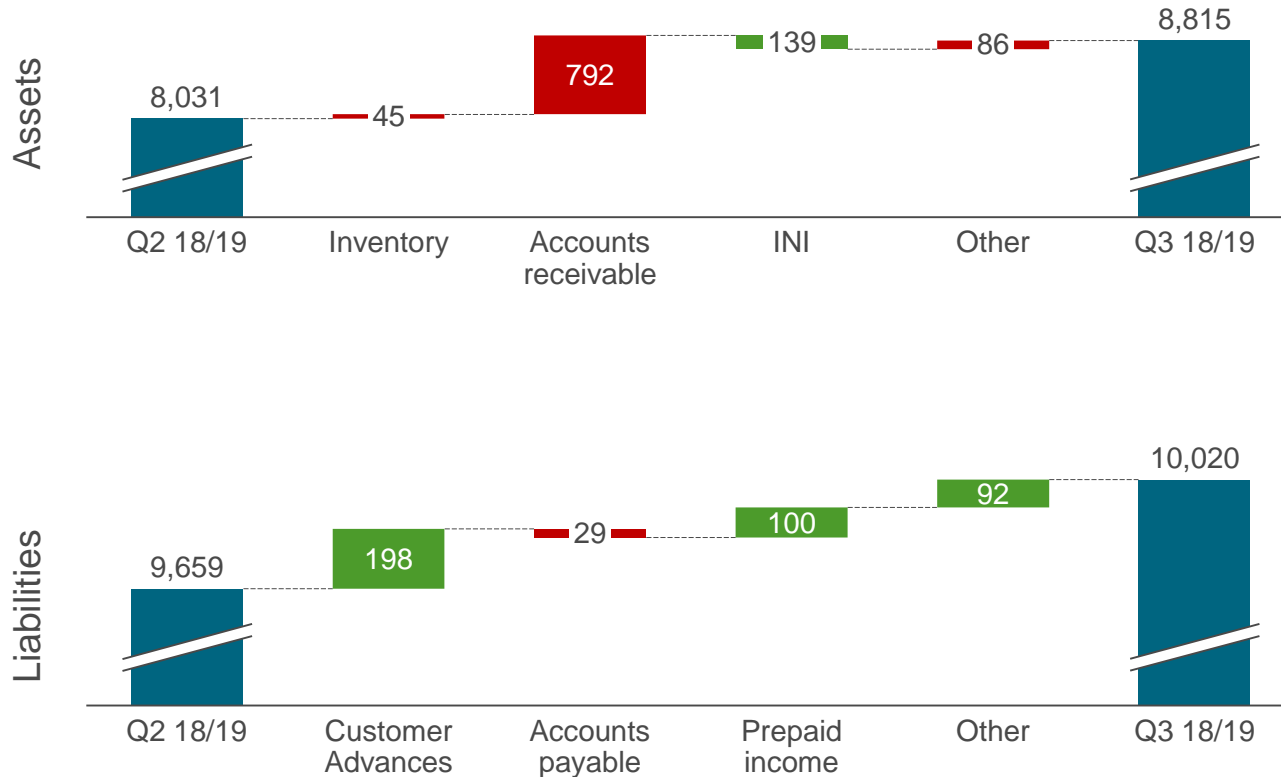 Assets
8,031
45
792
139
86
8,815
Q2 18/19
Inventory
Accounts
receivable
INI
Other
Q3 18/19
Liabilities
9,659
198
29
100
92
10,020
Q2 18/19
Customer
Advances
Accounts
payable
Prepaid
income
Other
Q3 18/19